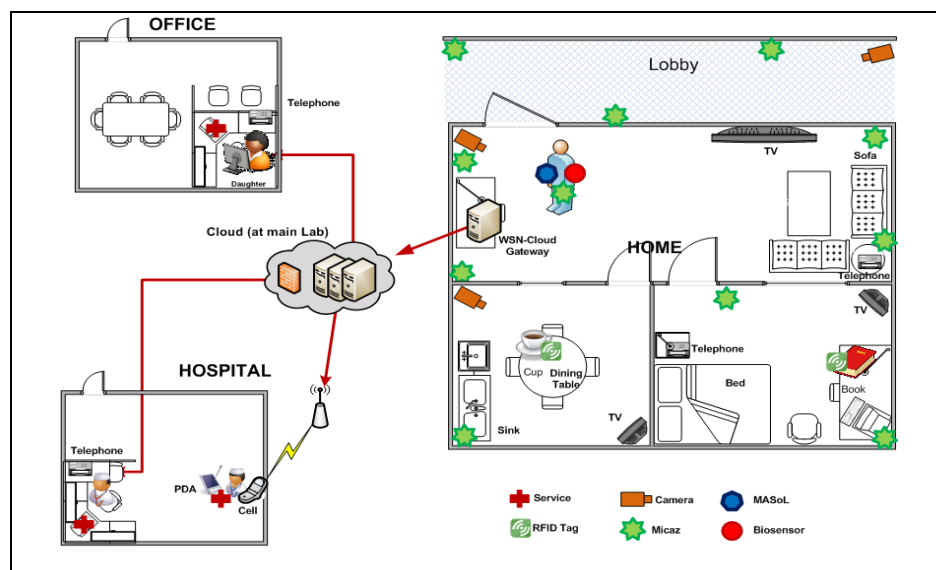 OFFICE
Telephone
Daughter
Cloud (at main Lab)
HOSPITAL
Telephone
PDA
Cell
Lobby
TV
Sofa
WSN-Cloud
Gateway
HOME
Telephone
TV
Cup
Dining
Table
Sink
TV
Telephone
Bed
Book
Service
Camera
MASoL
RFID Tag
Micaz
Biosensor